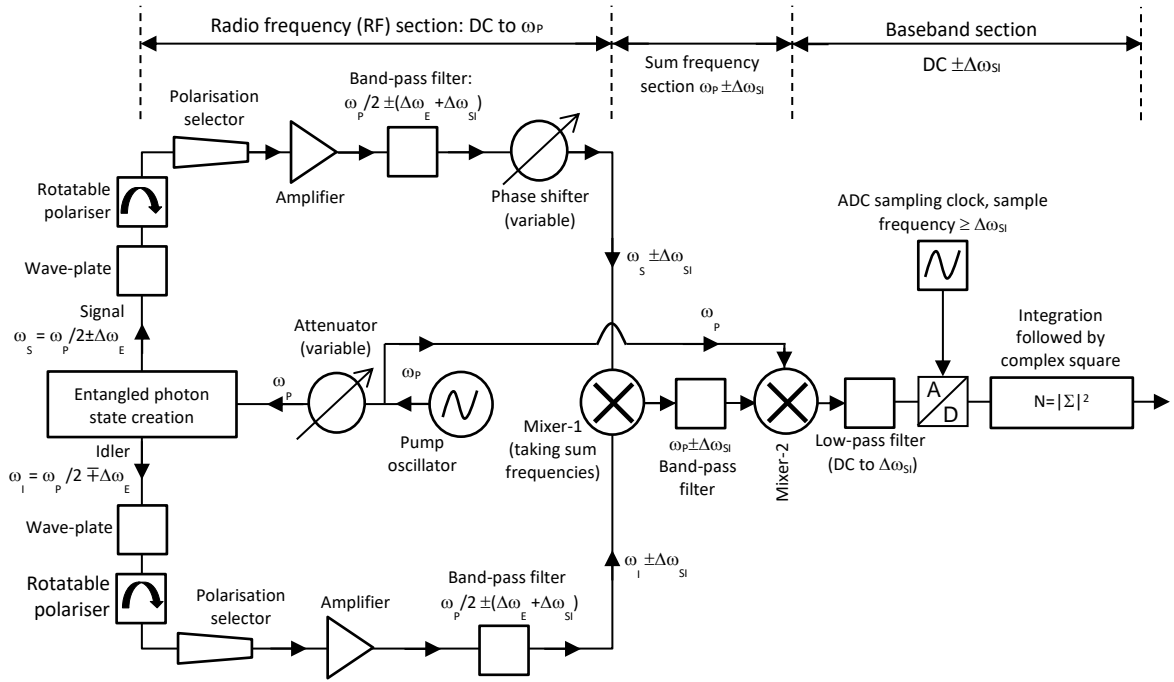 Radio frequency (RF) section: DC to ωP
Sum frequency
section ωP ±ΔωSI
Baseband section
DC ±ΔωSI
Polarisation
selector
Band-pass filter:
ωP/2 ±(ΔωE +ΔωSI)
Amplifier
Phase shifter
(variable)
Rotatable
polariser
Wave-plate
Signal
ωS = ωP/2±ΔωE
ωS ±ΔωSI
ADC sampling clock, sample
frequency ≥ ΔωSI
Attenuator
(variable)
ωP
Integration
followed by
complex square
Entangled photon
state creation
ωP
ωP
Pump
oscillator
Mixer-1
(taking sum
frequencies)
ωP±ΔωSI
Band-pass
filter
Mixer-2
Low-pass filter
(DC to ΔωSI)
A
D
N=|Σ|²
Idler
ωI = ωP /2 ∓ΔωE
Wave-plate
Rotatable
polariser
Polarisation
selector
Amplifier
Band-pass filter
ωP/2 ±(ΔωE +ΔωSI)
ωI ±ΔωSI